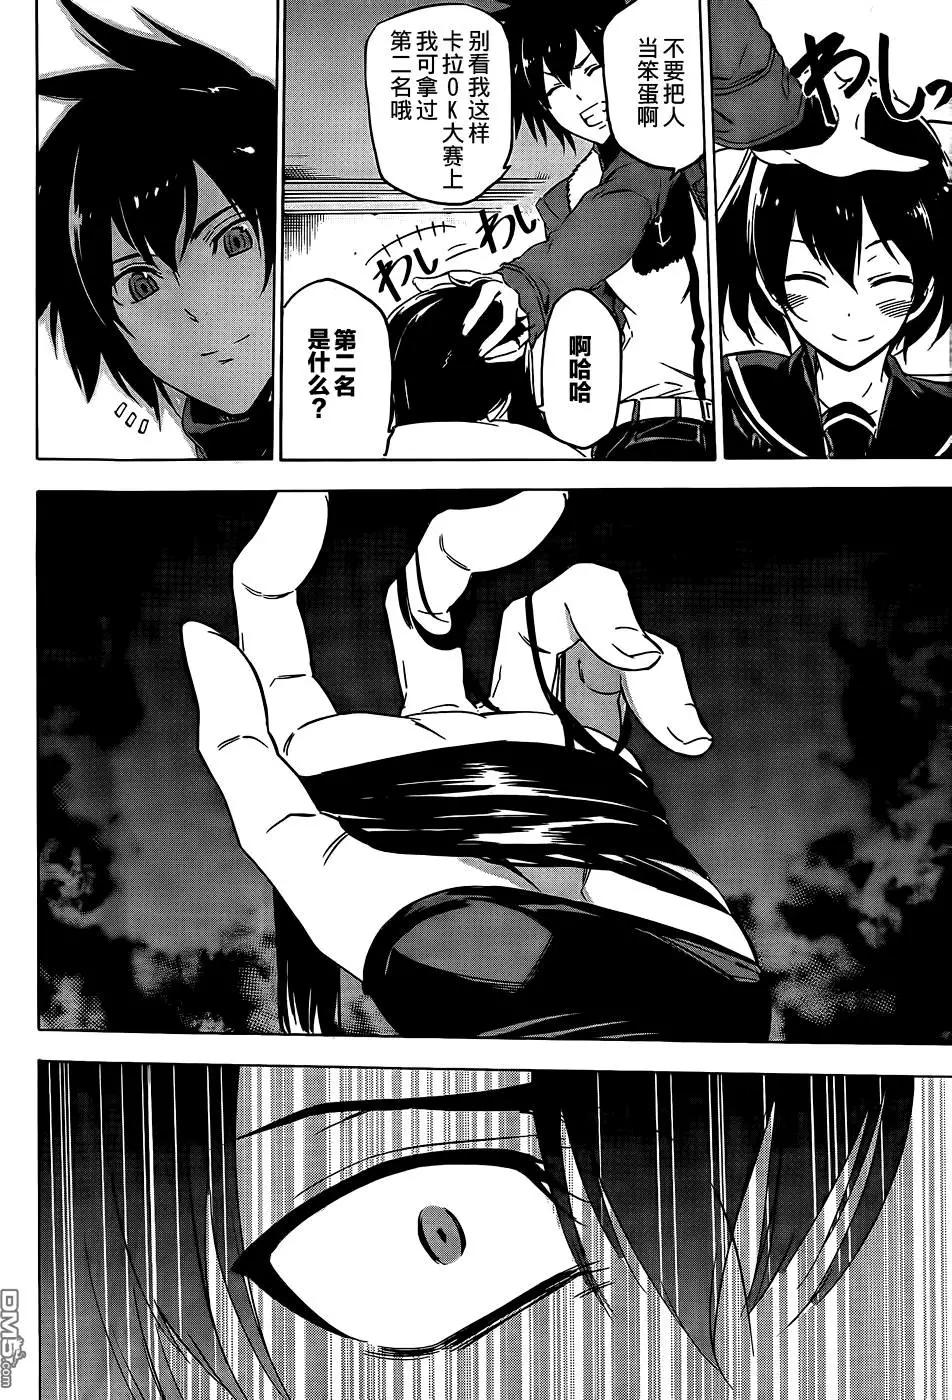 わしっ
不要把人
当笨蛋啊
别看我这样
卡拉OK大赛上
我可拿过
第二名哦
わしーわし
啊哈哈
第二名
是什么？
DM5.com